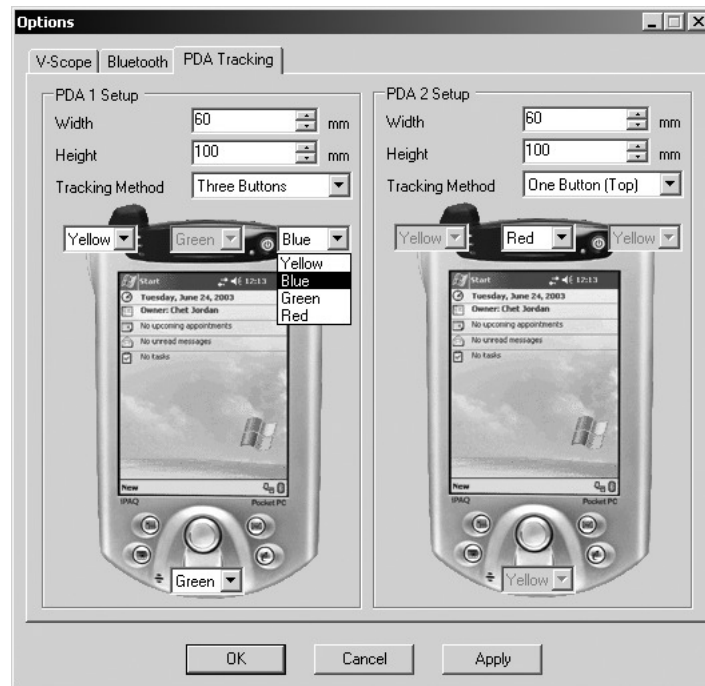 Options
V-Scope Bluetooth PDA Tracking
PDA 1 Setup
Width 60 mm
Height 100 mm
Tracking Method Three Buttons
Yellow Green Blue
Yellow
Blue
Green
Red
Start 12:13
Tuesday, June 24, 2003
Owner: Chet Jordan
No upcoming appointments
No unread messages
No tasks
New
iPAQ Pocket PC
Green
PDA 2 Setup
Width 60 mm
Height 100 mm
Tracking Method One Button (Top)
Yellow Red Yellow
Start 12:13
Tuesday, June 24, 2003
Owner: Chet Jordan
No upcoming appointments
No unread messages
No tasks
New
iPAQ Pocket PC
Yellow
OK Cancel Apply